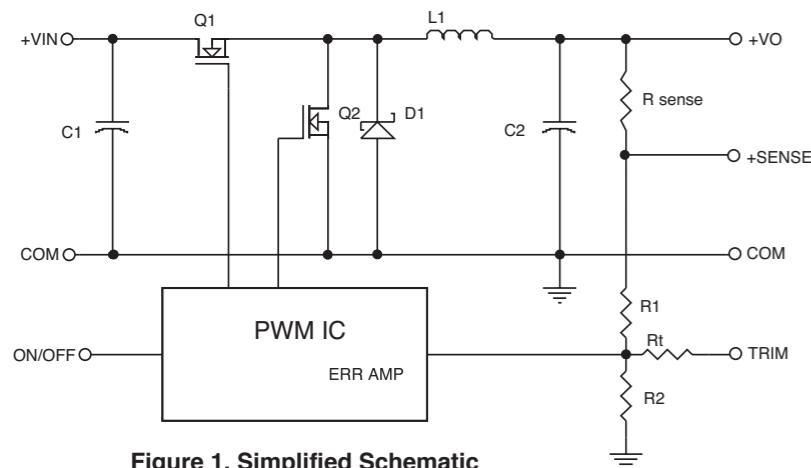 Q1
L1
+VIN
+VO
R sense
C1
Q2
D1
C2
+SENSE
COM
COM
R1
PWM IC
Rt
ON/OFF
TRIM
ERR AMP
R2
Figure 1. Simplified Schematic